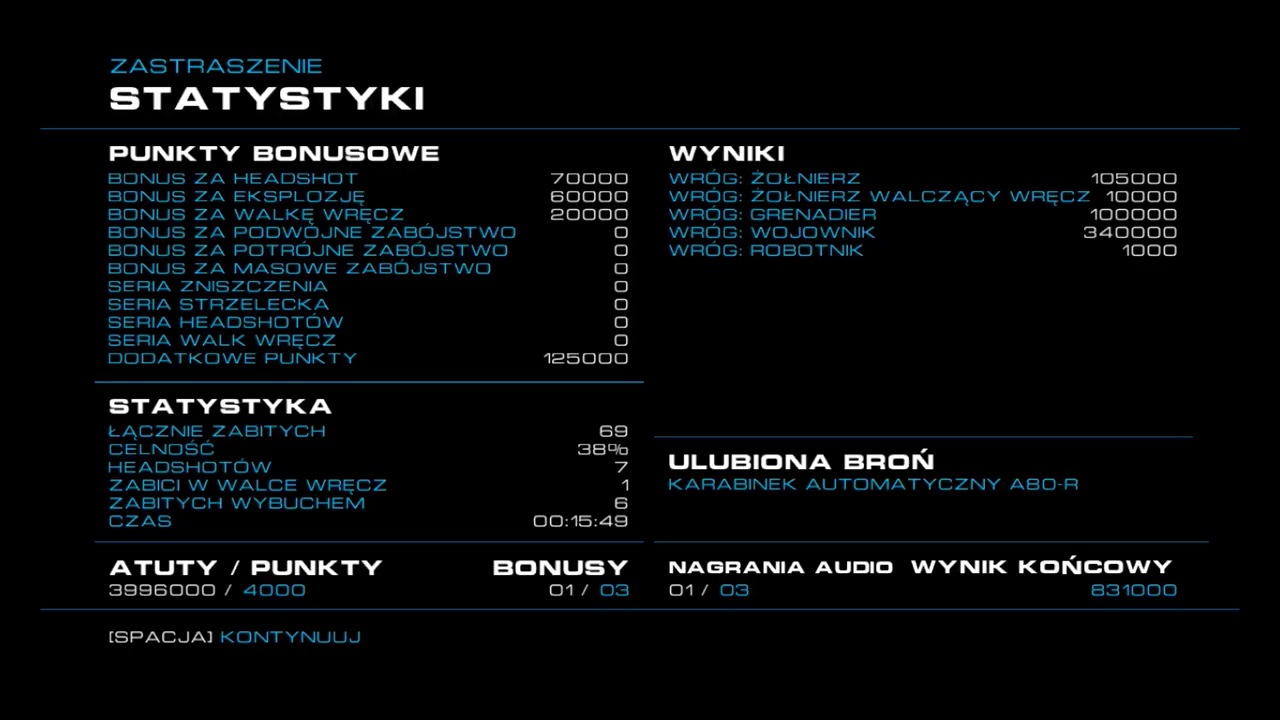 ZASTRASZENIE
STATYSTYKI
PUNKTY BONUSOWE
BONUS ZA HEADSHOT 70000
BONUS ZA EKSPLOZJĘ 60000
BONUS ZA WALKĘ WRĘCZ 20000
BONUS ZA PODWÓJNE ZABÓJSTWO 0
BONUS ZA POTRÓJNE ZABÓJSTWO 0
BONUS ZA MASOWE ZABÓJSTWO 0
SERIA ZNISZCZENIA 0
SERIA STRZELECKA 0
SERIA HEADSHOTÓW 0
SERIA WALK WRĘCZ 0
DODATKOWE PUNKTY 125000
STATYSTYKA
ŁĄCZNIE ZABITYCH 69
CELNOŚĆ 38%
HEADSHOTÓW 7
ZABICI W WALCE WRĘCZ 1
ZABITYCH WYBUCHEM 6
CZAS 00:15:49
ATUTY / PUNKTY BONUSY
3996000 / 4000 01 / 03
WYNIKI
WRÓG: ŻOŁNIERZ 105000
WRÓG: ŻOŁNIERZ WALCZĄCY WRĘCZ 10000
WRÓG: GRENADIER 100000
WRÓG: WOJOWNIK 340000
WRÓG: ROBOTNIK 1000
ULUBIONA BROŃ
KARABINEK AUTOMATYCZNY A80-R
NAGRANIA AUDIO WYNIK KOŃCOWY
01 / 03 831000
[SPACJA] KONTYNUUJ